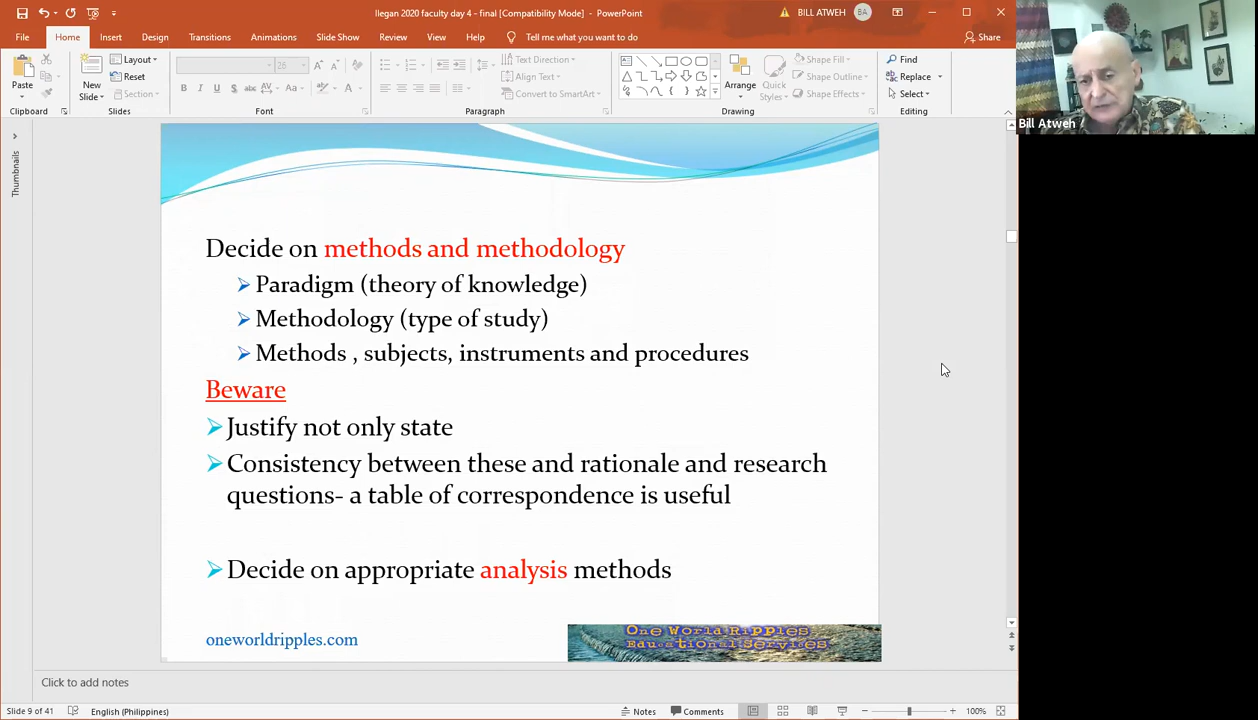 Ilegan 2020 faculty day 4 - final [Compatibility Mode] - PowerPoint
BILL ATWEH
BA
File Home Insert Design Transitions Animations Slide Show Review View Help Tell me what you want to do Share
Paste
Clipboard
New
Slide
Layout
Reset
Section
Slides
26
B I U S
AV
Aa
A
Font
Text Direction
Align Text
Convert to SmartArt
Paragraph
Arrange
Quick
Styles
Shape Fill
Shape Outline
Shape Effects
Drawing
Find
Replace
Select
Editing
Bill Atweh
Thumbnails
Decide on methods and methodology
Paradigm (theory of knowledge)
Methodology (type of study)
Methods , subjects, instruments and procedures
Beware
Justify not only state
Consistency between these and rationale and research
questions- a table of correspondence is useful
Decide on appropriate analysis methods
oneworldripples.com
One World Ripples
Educational Services
Click to add notes
Slide 9 of 41
English (Philippines)
Notes
Comments
100%